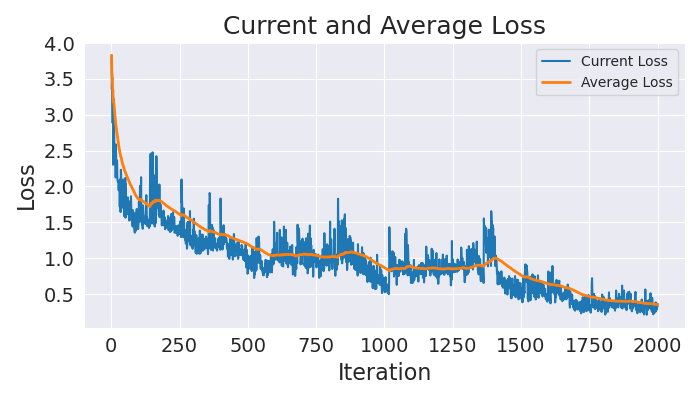 Current and Average Loss
4.0
3.5
3.0
2.5
2.0
1.5
1.0
0.5
Loss
Current Loss
Average Loss
0 250 500 750 1000 1250 1500 1750 2000
Iteration